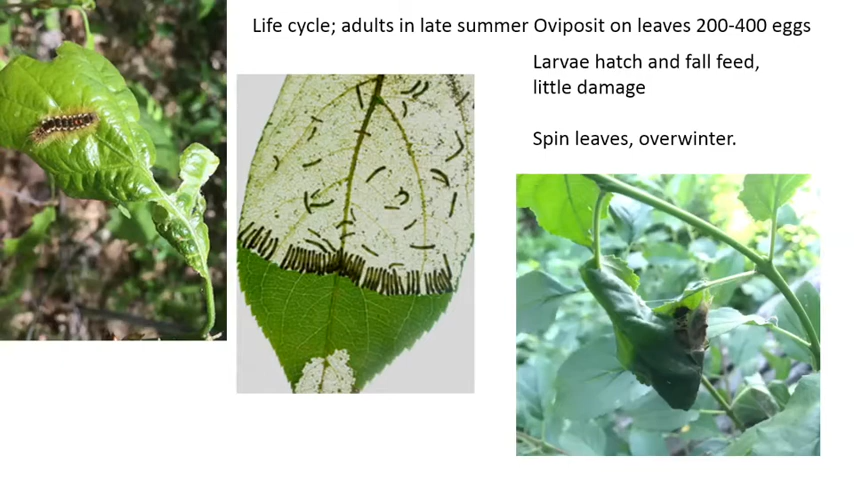 Life cycle; adults in late summer Oviposit on leaves 200-400 eggs
Larvae hatch and fall feed,
little damage
Spin leaves, overwinter.